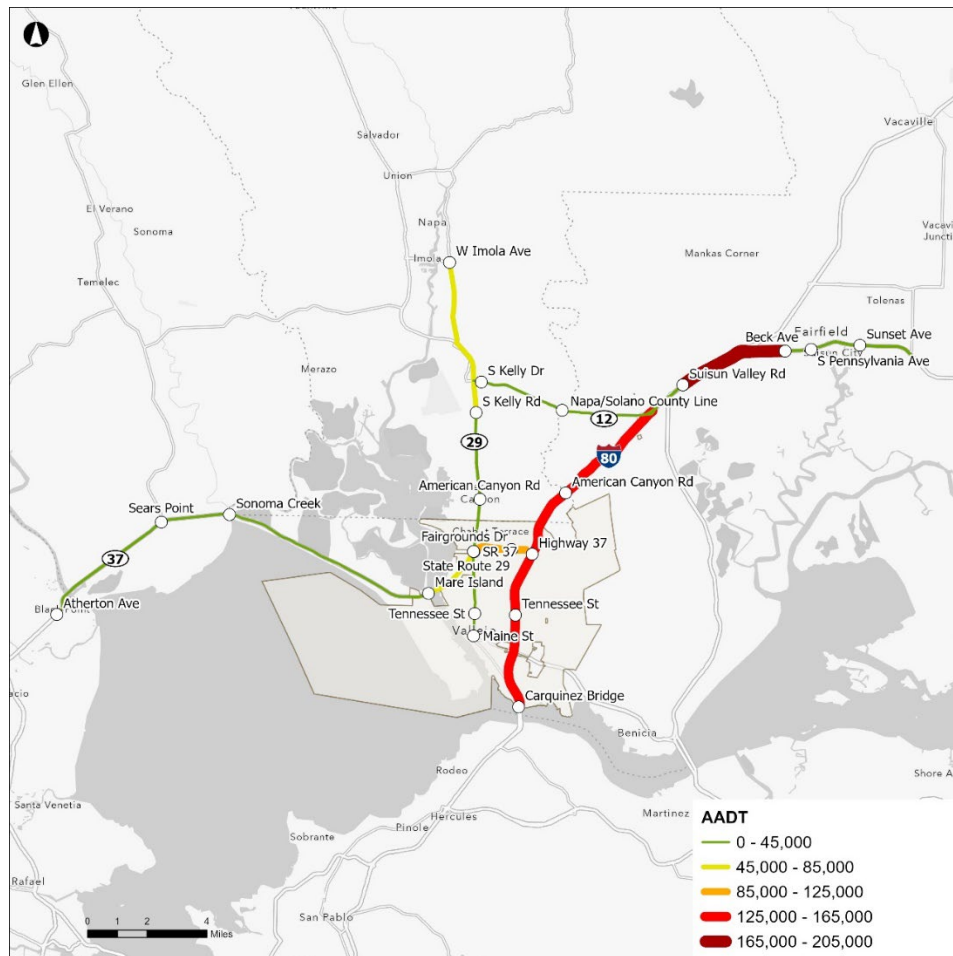 Glen Ellen
Salvador
Vacaville
Union
El Verano
Napa
Sonoma
W Imola Ave
Imola
Mankas Corner
Temelec
Tolenas
Beck Ave
Fairfield
Sunset Ave
Suisun City
S Pennsylvania Ave
Merazo
S Kelly Dr
Suisun Valley Rd
S Kelly Rd
Napa/Solano County Line
12
29
80
American Canyon Rd
American Canyon Rd
Canyon
Sears Point
Sonoma Creek
Chabot Terrace
Fairgrounds Dr
SR 37
Highway 37
37
State Route 29
Mare Island
Atherton Ave
Tennessee St
Tennessee St
Vallejo
Maine St
Carquinez Bridge
Benicia
Rodeo
Shore A
Santa Venetia
Hercules
Pinole
Martinez
Sobrante
Rafael
San Pablo
0 1 2 4
Miles
AADT
0 - 45,000
45,000 - 85,000
85,000 - 125,000
125,000 - 165,000
165,000 - 205,000